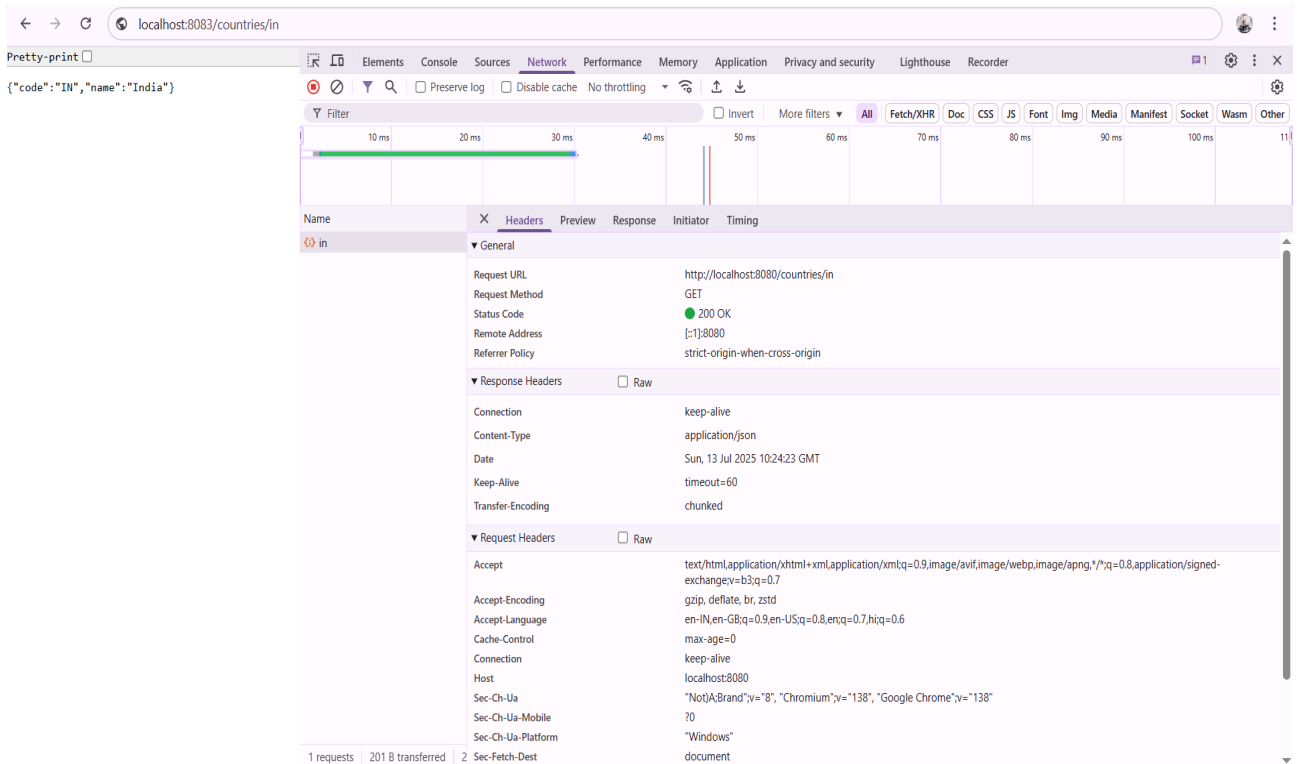 localhost:8083/countries/in
Pretty-print
{"code":"IN","name":"India"}
Elements Console Sources Network Performance Memory Application Privacy and security Lighthouse Recorder 1
Preserve log Disable cache No throttling
Filter Invert More filters All Fetch/XHR Doc CSS JS Font Img Media Manifest Socket Wasm Other
10 ms 20 ms 30 ms 40 ms 50 ms 60 ms 70 ms 80 ms 90 ms 100 ms 11
Name
in
Headers Preview Response Initiator Timing
General
Request URL http://localhost:8080/countries/in
Request Method GET
Status Code 200 OK
Remote Address [::1]:8080
Referrer Policy strict-origin-when-cross-origin
Response Headers Raw
Connection keep-alive
Content-Type application/json
Date Sun, 13 Jul 2025 10:24:23 GMT
Keep-Alive timeout=60
Transfer-Encoding chunked
Request Headers Raw
Accept text/html,application/xhtml+xml,application/xml;q=0.9,image/avif,image/webp,image/apng,*/*;q=0.8,application/signed-
exchange;v=b3;q=0.7
Accept-Encoding gzip, deflate, br, zstd
Accept-Language en-IN,en-GB;q=0.9,en-US;q=0.8,en;q=0.7,hi;q=0.6
Cache-Control max-age=0
Connection keep-alive
Host localhost:8080
Sec-Ch-Ua "Not)A;Brand";v="8", "Chromium";v="138", "Google Chrome";v="138"
Sec-Ch-Ua-Mobile ?0
Sec-Ch-Ua-Platform "Windows"
Sec-Fetch-Dest document
1 requests 201 B transferred 2